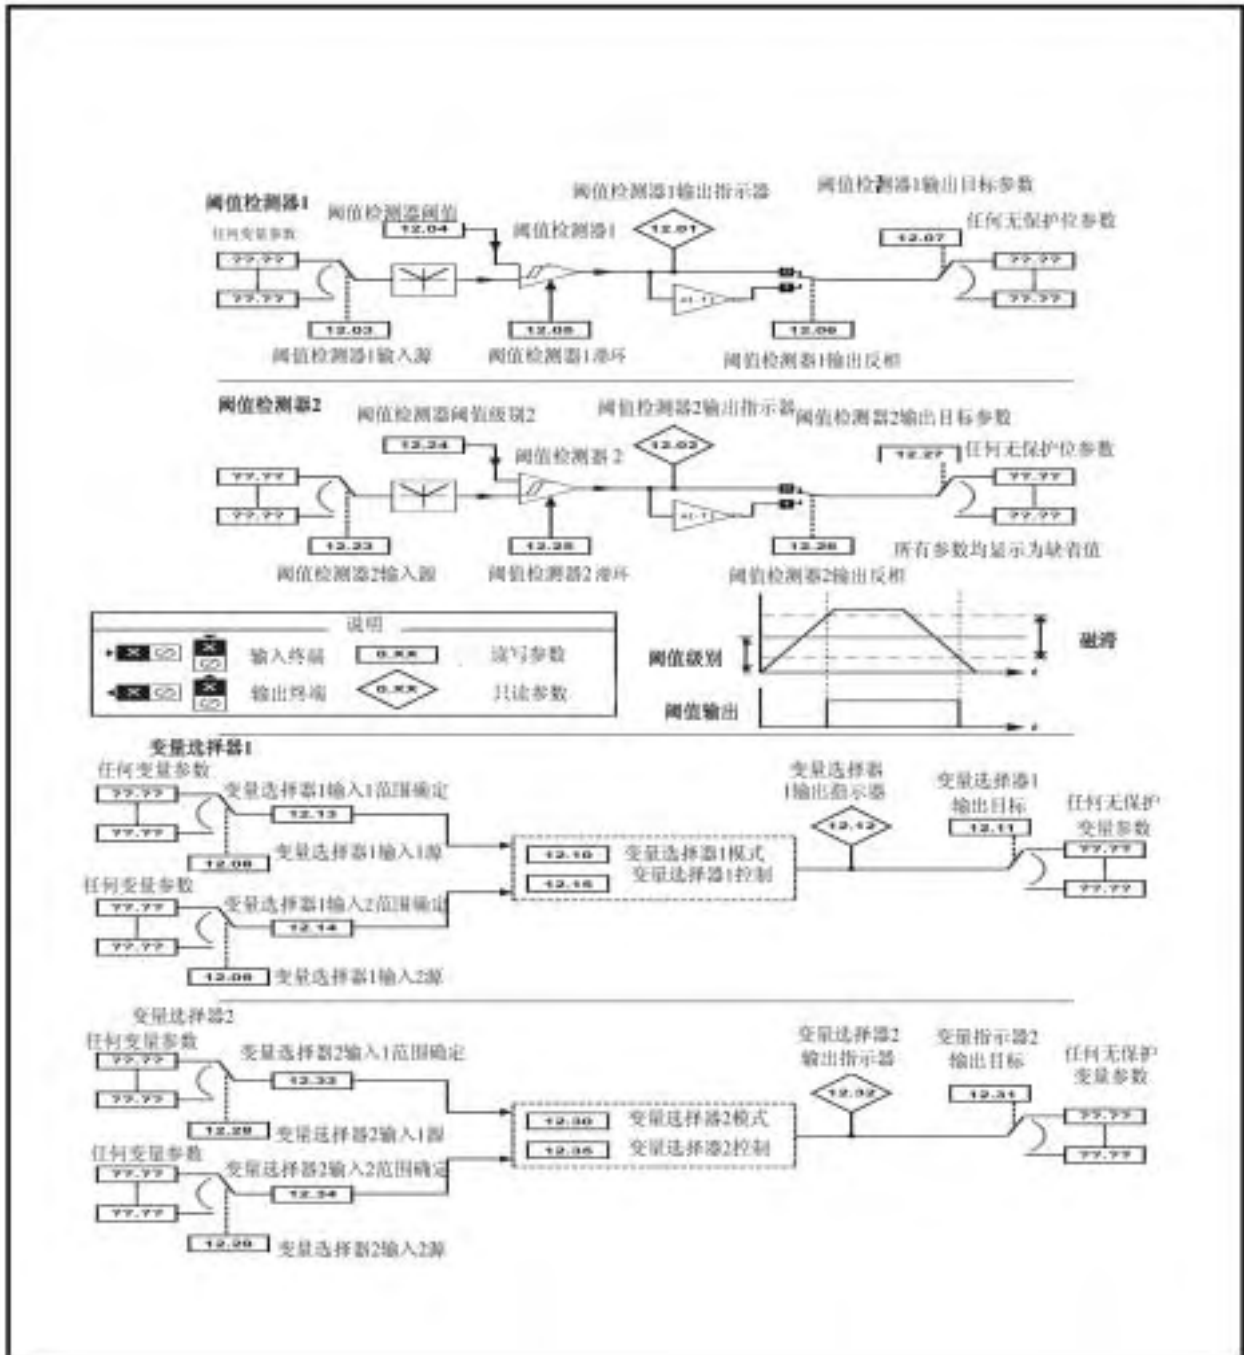 阈值检测器1输出指示器
阈值检测器1输出目标参数
阈值检测器1
阈值检测器阈值
任何变量参数
12.04
阈值检测器1
12.01
12.07
任何无保护位参数
??.??
??.??
??.??
??.??
12.03
12.05
12.06
阈值检测器1输入源
阈值检测器1滞环
阈值检测器1输出反相
阈值检测器2
阈值检测器阈值级别2
阈值检测器2输出指示器
阈值检测器2输出目标参数
12.24
阈值检测器 2
12.02
12.27
任何无保护位参数
??.??
??.??
??.??
??.??
12.23
12.25
12.26
所有参数均显示为缺省值
阈值检测器2输入源
阈值检测器2 滞环
阈值检测器2输出反相
说明
输入终端
0.XX
读写参数
输出终端
0.XX
只读参数
阈值级别
磁滞
t
阈值输出
t
变量选择器1
任何变量参数
??.??
变量选择器1输入1范围确定
12.13
??.??
12.08
变量选择器1输入1源
变量选择器
1输出指示器
12.12
变量选择器1
输出目标
12.11
任何无保护
变量参数
??.??
??.??
12.10 变量选择器1模式
12.15 变量选择器1控制
任何变量参数
??.??
变量选择器1输入2范围确定
12.14
??.??
变量选择器1输入2源
变量选择器2
任何变量参数
??.??
变量选择器2输入1范围确定
12.33
??.??
12.28
变量选择器2输入1源
变量选择器2
输出指示器
12.32
变量指示器2
输出目标
12.31
任何无保护
变量参数
??.??
??.??
12.30 变量选择器2模式
12.35 变量选择器2控制
任何变量参数
??.??
变量选择器2输入2范围确定
12.34
??.??
12.29
变量选择器2输入2源